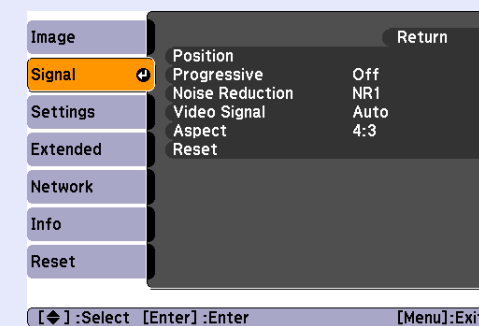 Image
Signal
Settings
Extended
Network
Info
Reset
Return
Position
Progressive Off
Noise Reduction NR1
Video Signal Auto
Aspect 4:3
Reset
[ ] :Select [Enter] :Enter [Menu]:Exit